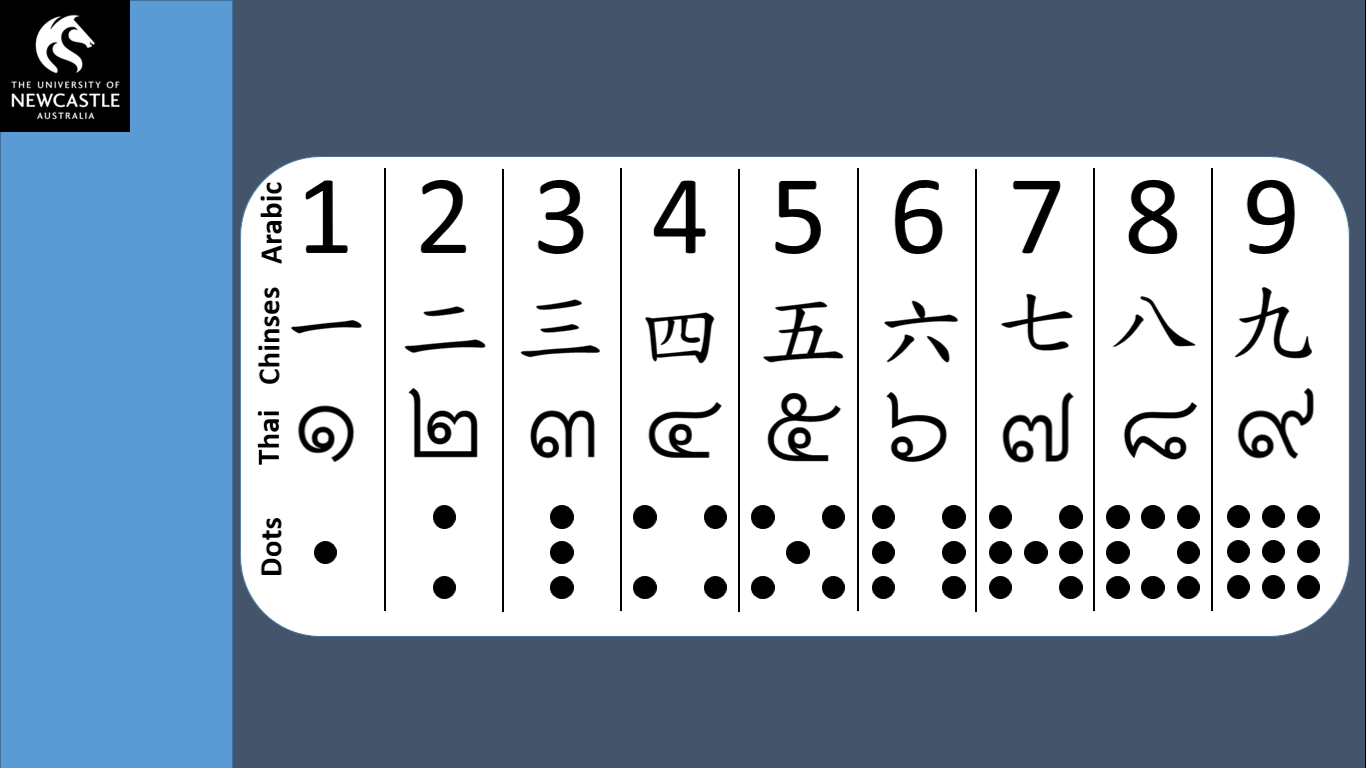 THE UNIVERSITY OF
NEWCASTLE
AUSTRALIA
Arabic 1 2 3 4 5 6 7 8 9
Chinses 一 二 三 四 五 六 七 八 九
Thai ๑ ๒ ๓ ๔ ๕ ๖ ๗ ๘ ๙
Dots